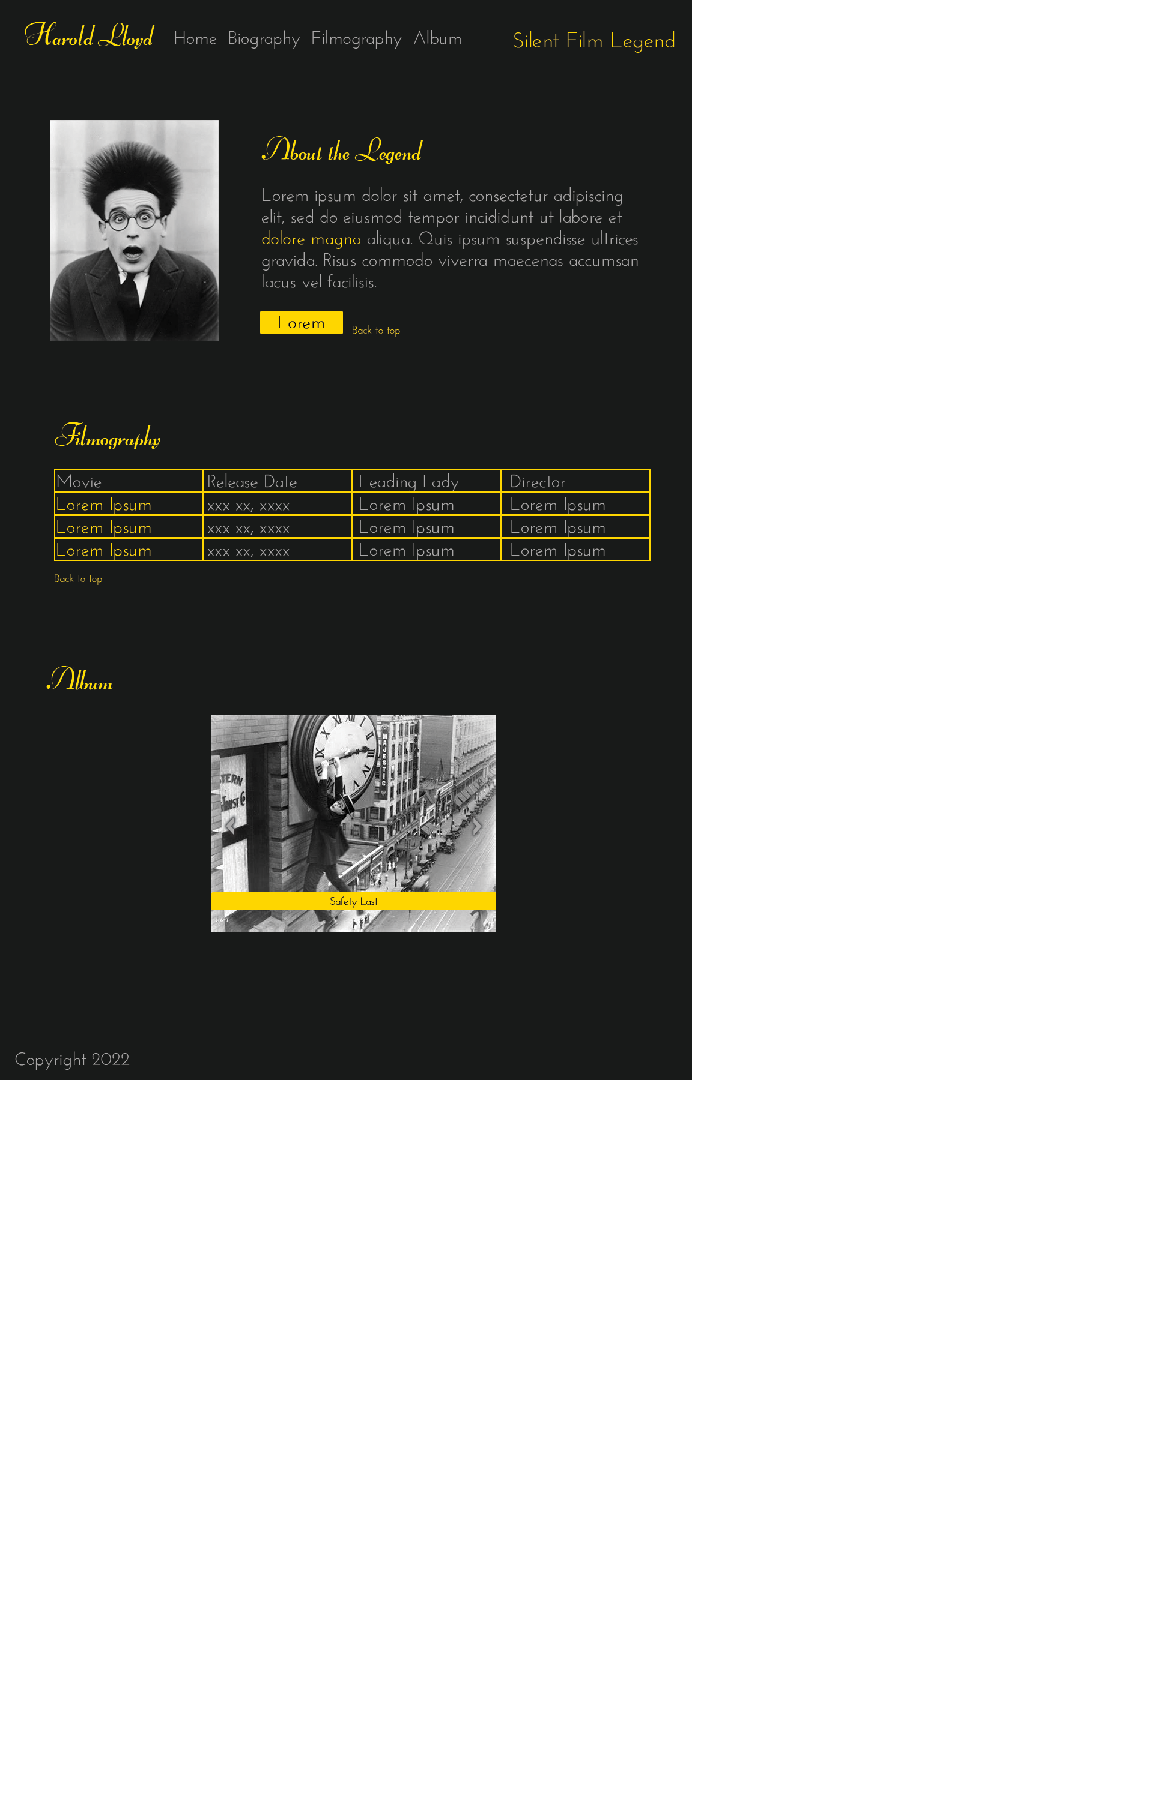 Harold Lloyd Home Biography Filmography Album Silent Film Legend
About the Legend
Lorem ipsum dolor sit amet, consectetur adipiscing
elit, sed do eiusmod tempor incididunt ut labore et
dolore magna aliqua. Quis ipsum suspendisse ultrices
gravida. Risus commodo viverra maecenas accumsan
lacus vel facilisis.
Lorem Back to top
Filmography
Movie Release Date Leading Lady Director
Lorem Ipsum xxx xx, xxxx Lorem Ipsum Lorem Ipsum
Lorem Ipsum xxx xx, xxxx Lorem Ipsum Lorem Ipsum
Lorem Ipsum xxx xx, xxxx Lorem Ipsum Lorem Ipsum
Back to top
Album
MAJESTIC
Safety Last
Copyright 2022